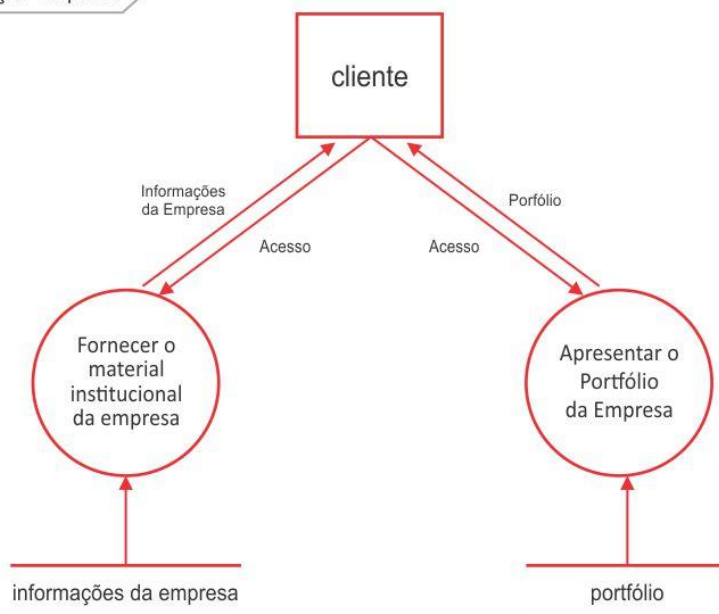 cliente
Informações
da Empresa
Acesso
Acesso
Porfólio
Fornecer o
material
institucional
da empresa
Apresentar o
Portfólio
da Empresa
informações da empresa
portfólio